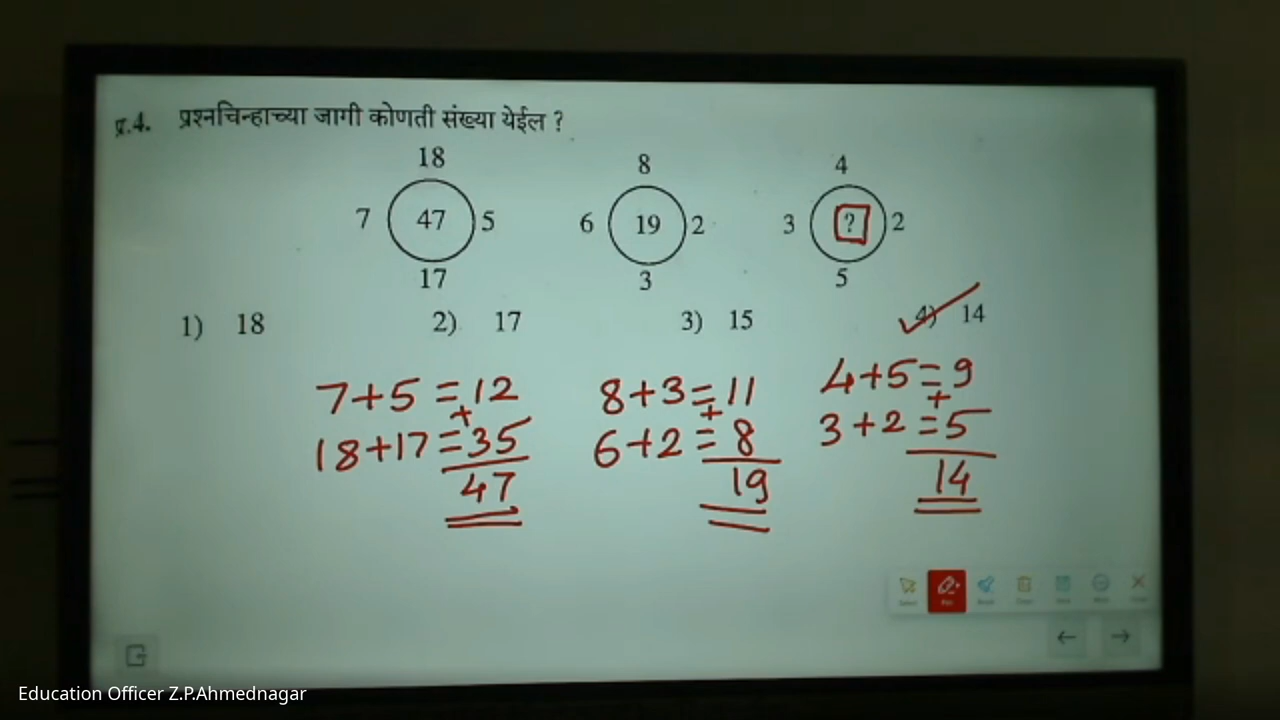 प्र.4. प्रश्नचिन्हाच्या जागी कोणती संख्या येईल ?
18 8 4
7 47 5 6 19 2 3 ? 2
17 3 5
1) 18 2) 17 3) 15 4) 14
7+5=12 8+3=11 4+5=9
+ + +
18+17=35 6+2=8 3+2=5
47 19 14
Education Officer Z.P.Ahmednagar